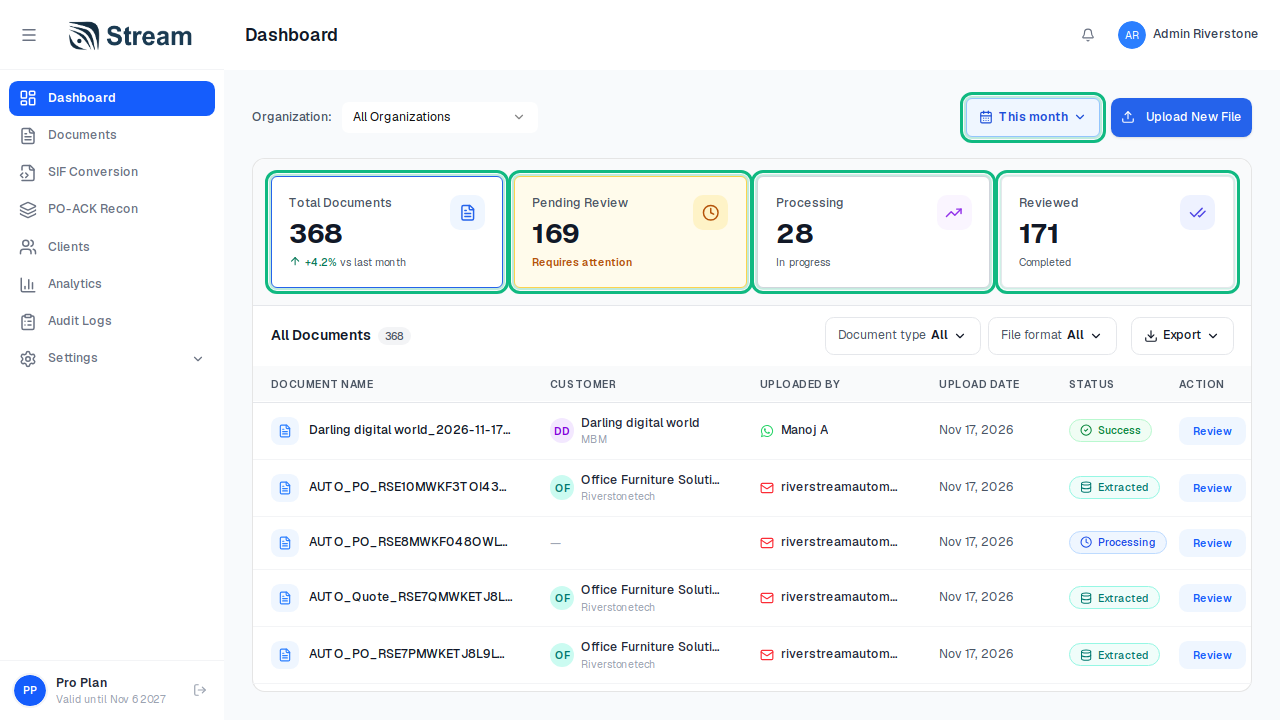 Stream
Dashboard
AR
Admin Riverstone
Dashboard
Documents
SIF Conversion
PO-ACK Recon
Clients
Analytics
Audit Logs
Settings
PP
Pro Plan
Valid until Nov 6 2027
Organization:
All Organizations
This month
Upload New File
Total Documents
368
+4.2% vs last month
Pending Review
169
Requires attention
Processing
28
In progress
Reviewed
171
Completed
All Documents
368
Document type All
File format All
Export
DOCUMENT NAME
CUSTOMER
UPLOADED BY
UPLOAD DATE
STATUS
ACTION
Darling digital world_2026-11-17...
DD
Darling digital world
MBM
Manoj A
Nov 17, 2026
Success
Review
AUTO_PO_RSE10MWKF3TOI43...
OF
Office Furniture Soluti...
Riverstonetech
riverstreamautom...
Nov 17, 2026
Extracted
Review
AUTO_PO_RSE8MWKF048OWL...
—
riverstreamautom...
Nov 17, 2026
Processing
Review
AUTO_Quote_RSE7QMWKETJ8L...
OF
Office Furniture Soluti...
Riverstonetech
riverstreamautom...
Nov 17, 2026
Extracted
Review
AUTO_PO_RSE7PMWKETJ8L9L...
OF
Office Furniture Soluti...
Riverstonetech
riverstreamautom...
Nov 17, 2026
Extracted
Review